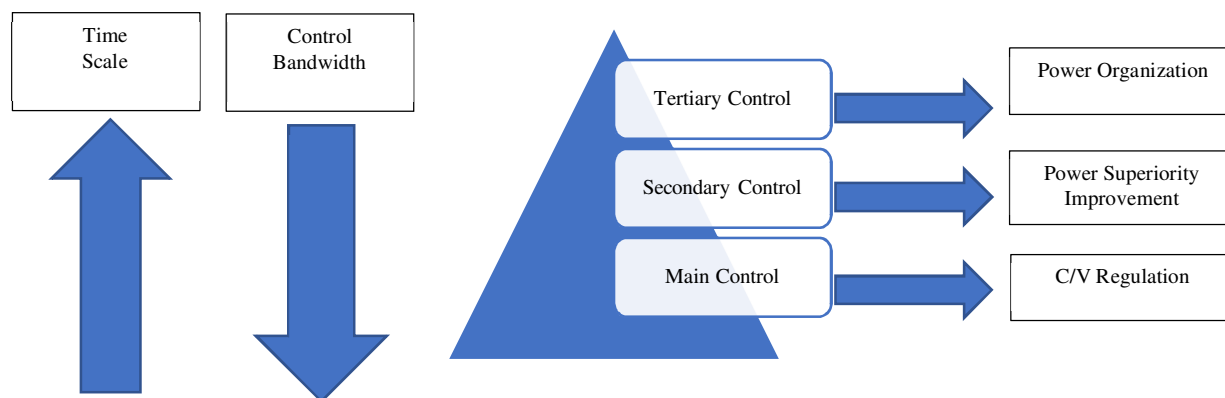 Time
Scale
Control
Bandwidth
Tertiary Control
Power Organization
Secondary Control
Power Superiority
Improvement
Main Control
C/V Regulation